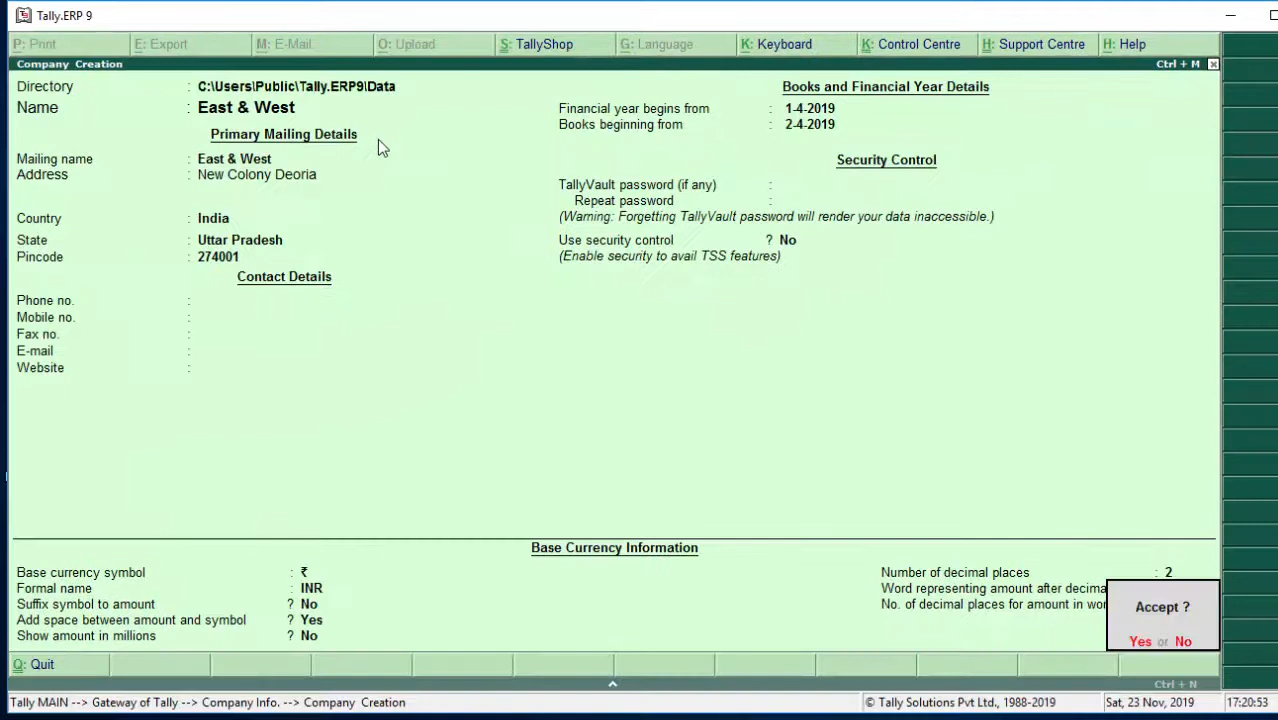 Tally.ERP 9
P: Print E: Export M: E-Mail O: Upload S: TallyShop G: Language K: Keyboard K: Control Centre H: Support Centre H: Help
Company Creation Ctrl + M
Directory : C:\Users\Public\Tally.ERP9\Data
Name : East & West
Primary Mailing Details
Mailing name : East & West
Address : New Colony Deoria
Country : India
State : Uttar Pradesh
Pincode : 274001
Contact Details
Phone no. :
Mobile no. :
Fax no. :
E-mail :
Website :
Books and Financial Year Details
Financial year begins from : 1-4-2019
Books beginning from : 2-4-2019
Security Control
TallyVault password (if any) :
Repeat password :
(Warning: Forgetting TallyVault password will render your data inaccessible.)
Use security control ? No
(Enable security to avail TSS features)
Base Currency Information
Base currency symbol : ₹
Formal name : INR
Suffix symbol to amount ? No
Add space between amount and symbol ? Yes
Show amount in millions ? No
Number of decimal places : 2
Word representing amount after decima
No. of decimal places for amount in wor
Accept ?
Yes or No
Q: Quit
Ctrl + N
Tally MAIN --> Gateway of Tally --> Company Info. --> Company Creation © Tally Solutions Pvt Ltd., 1988-2019 Sat, 23 Nov, 2019 17:20:53